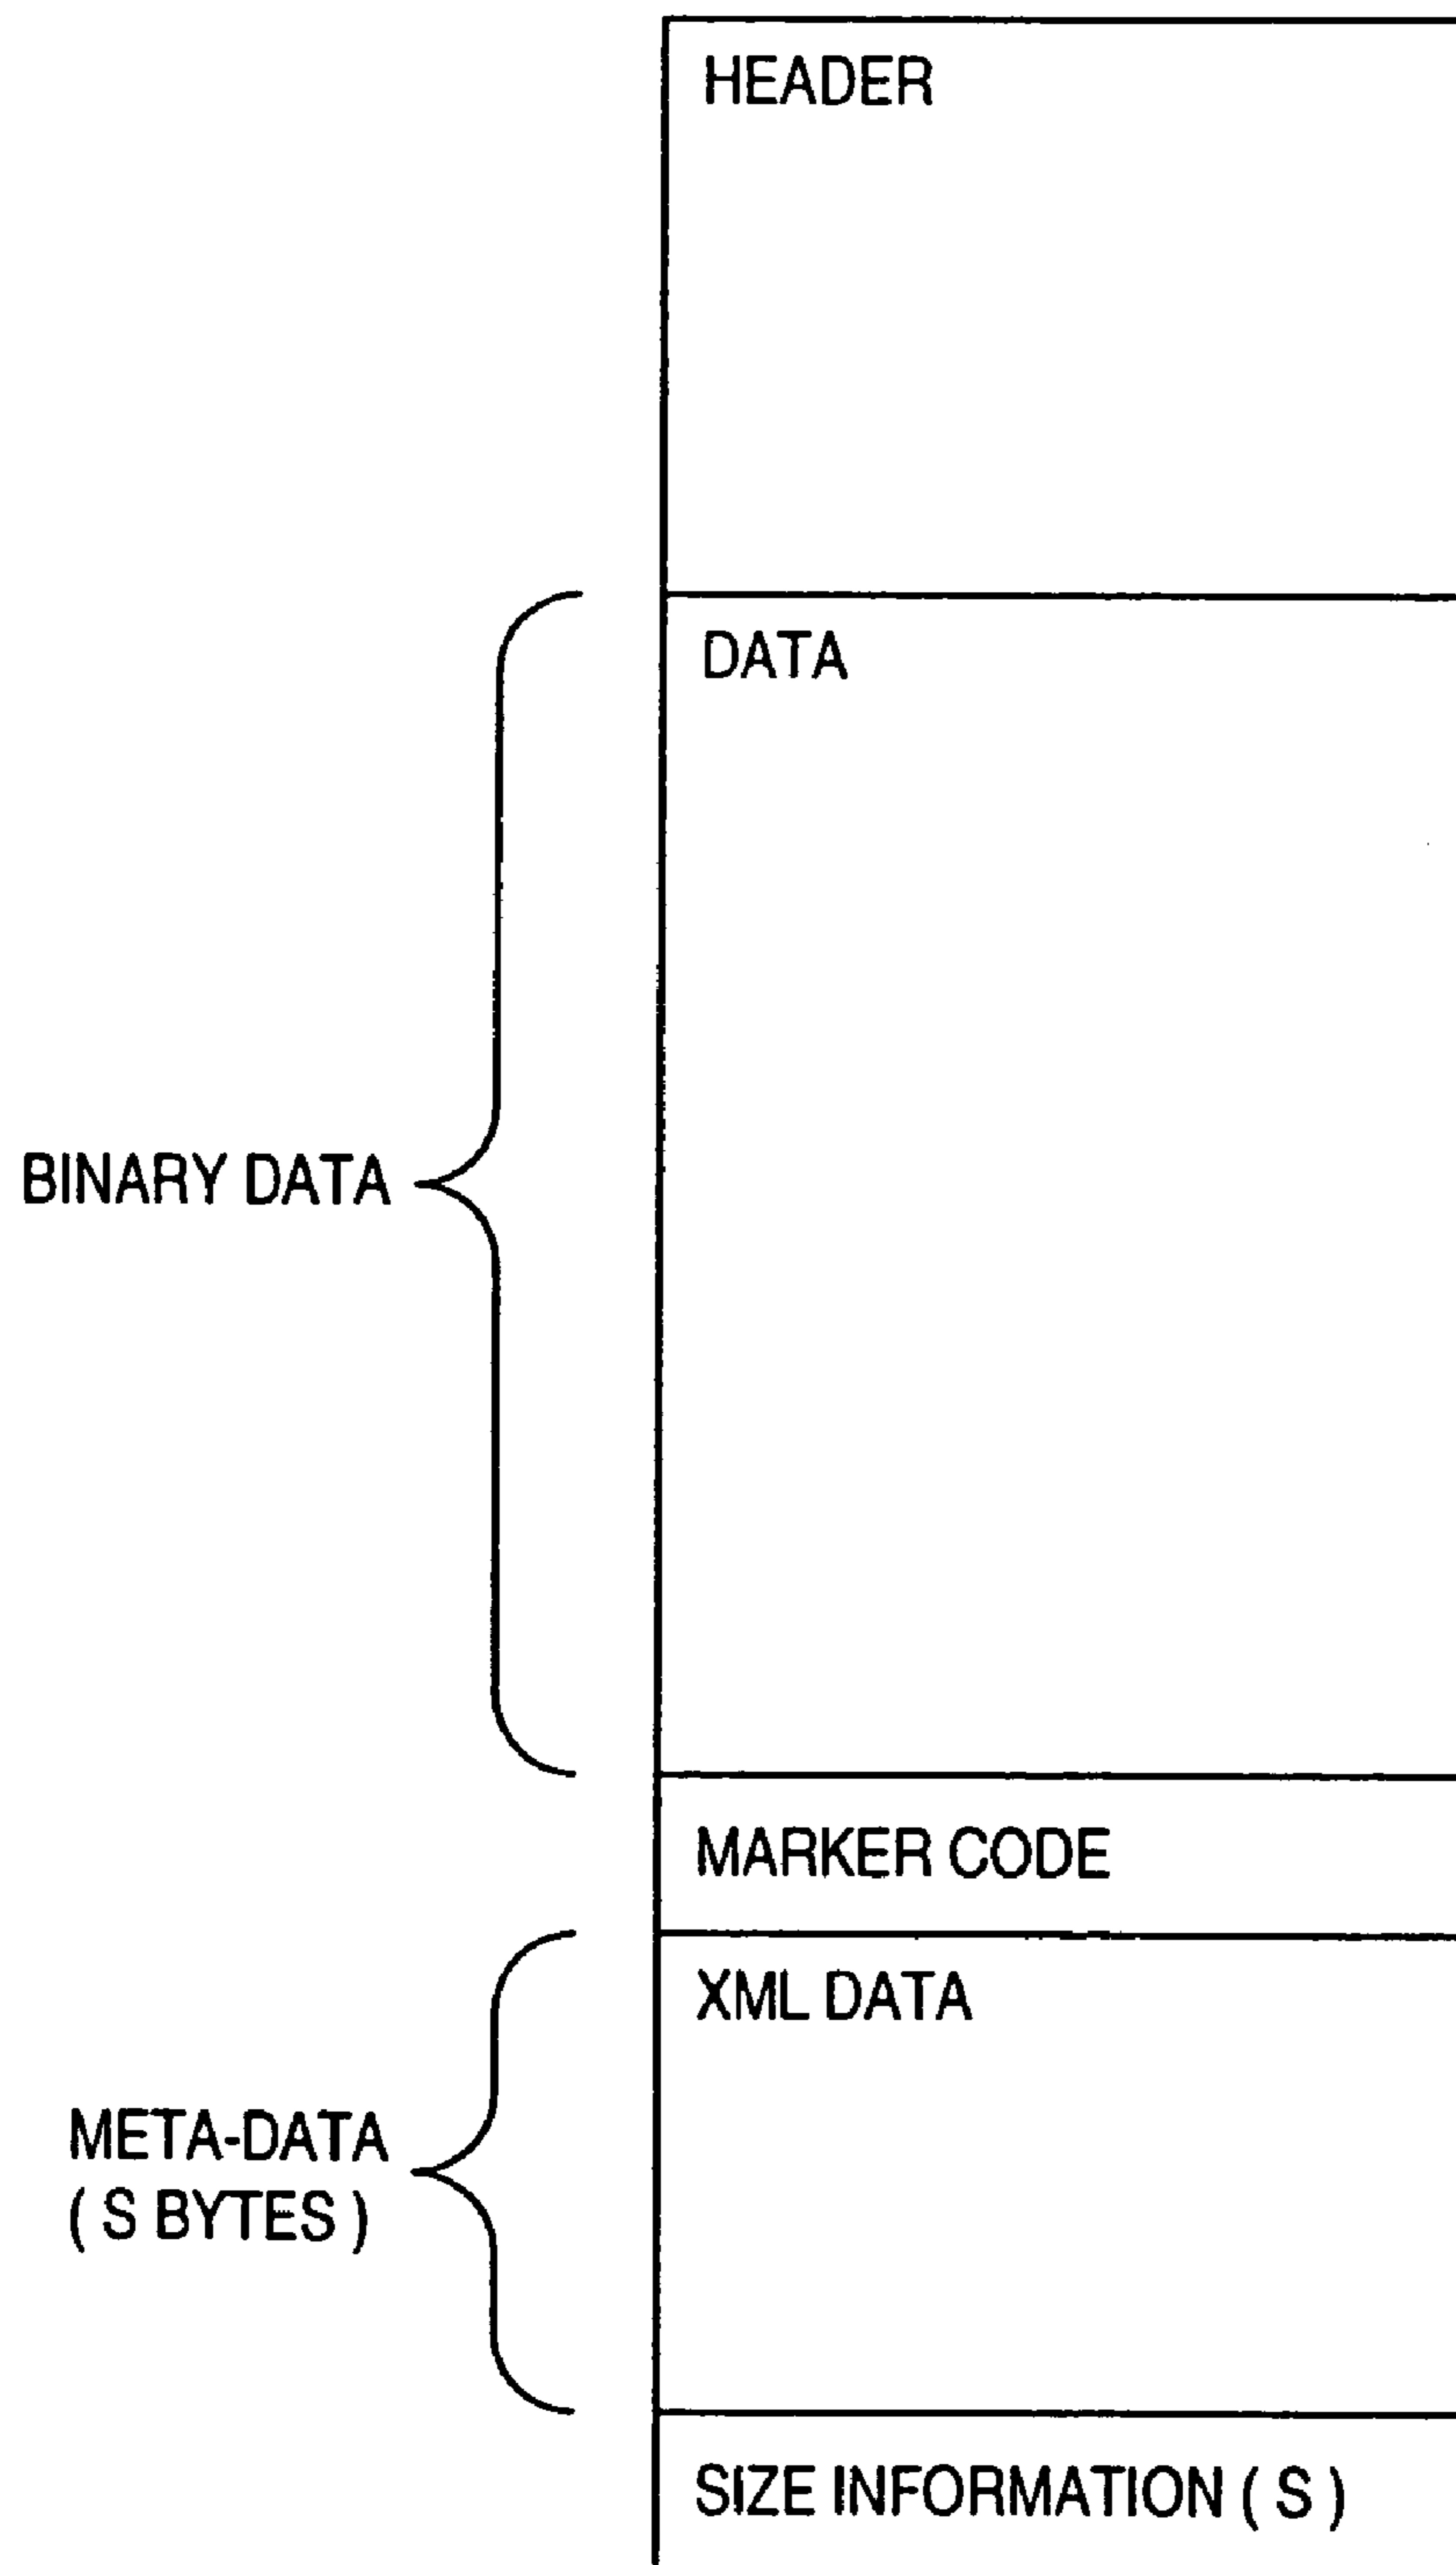 HEADER
DATA
BINARY DATA
MARKER CODE
XML DATA
META-DATA
( S BYTES )
SIZE INFORMATION ( S )